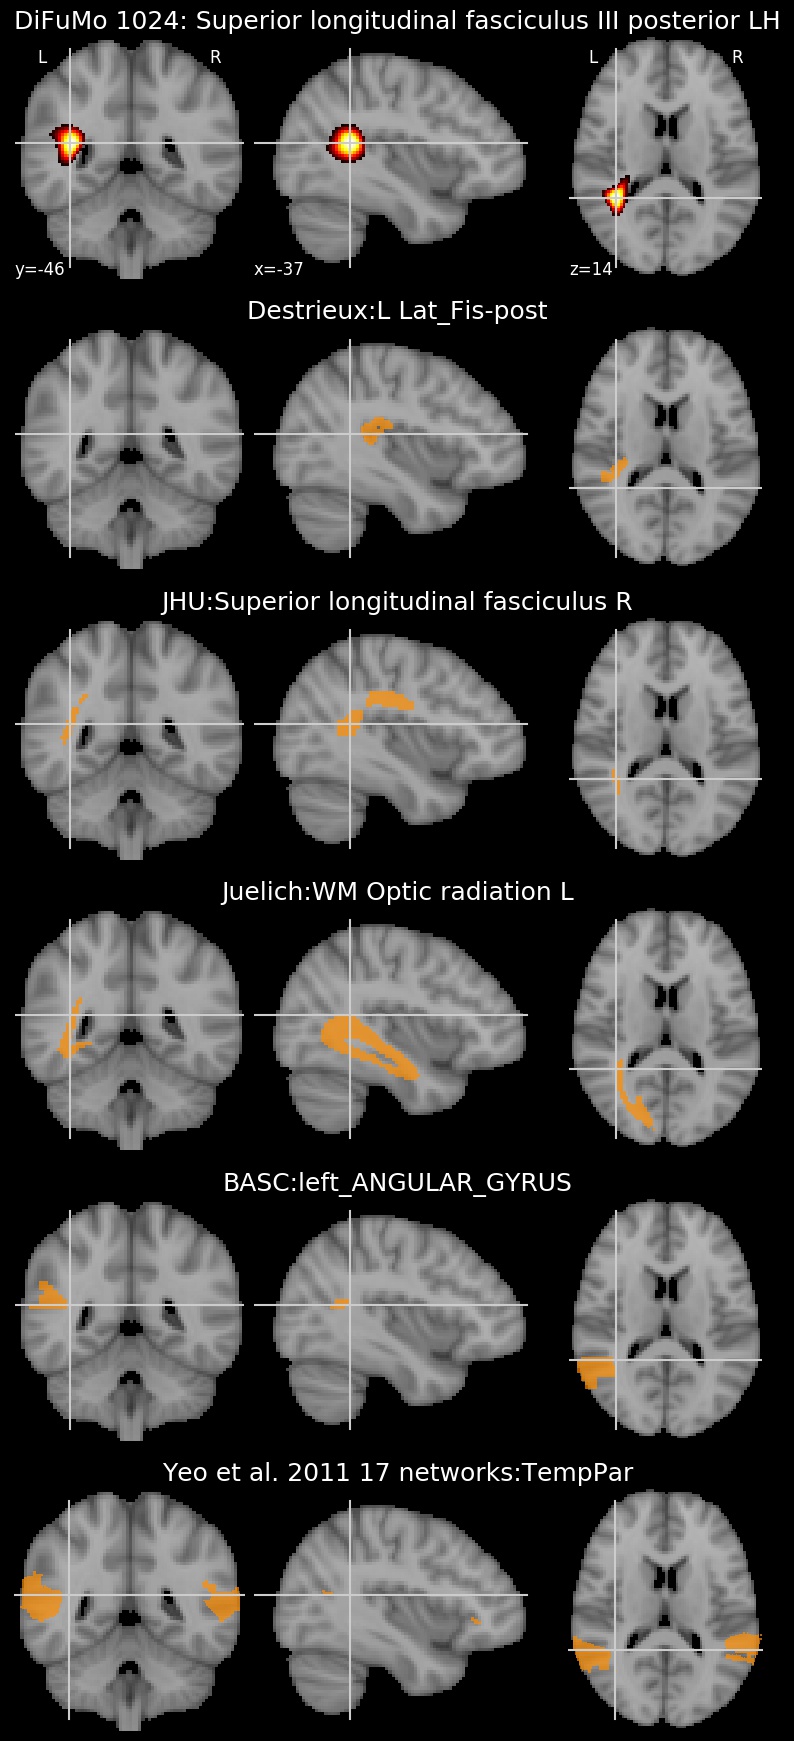 DiFuMo 1024: Superior longitudinal fasciculus III posterior LH
L R L R
y=-46 x=-37 z=14
Destrieux:L Lat_Fis-post
JHU:Superior longitudinal fasciculus R
Juelich:WM Optic radiation L
BASC:left_ANGULAR_GYRUS
Yeo et al. 2011 17 networks:TempPar